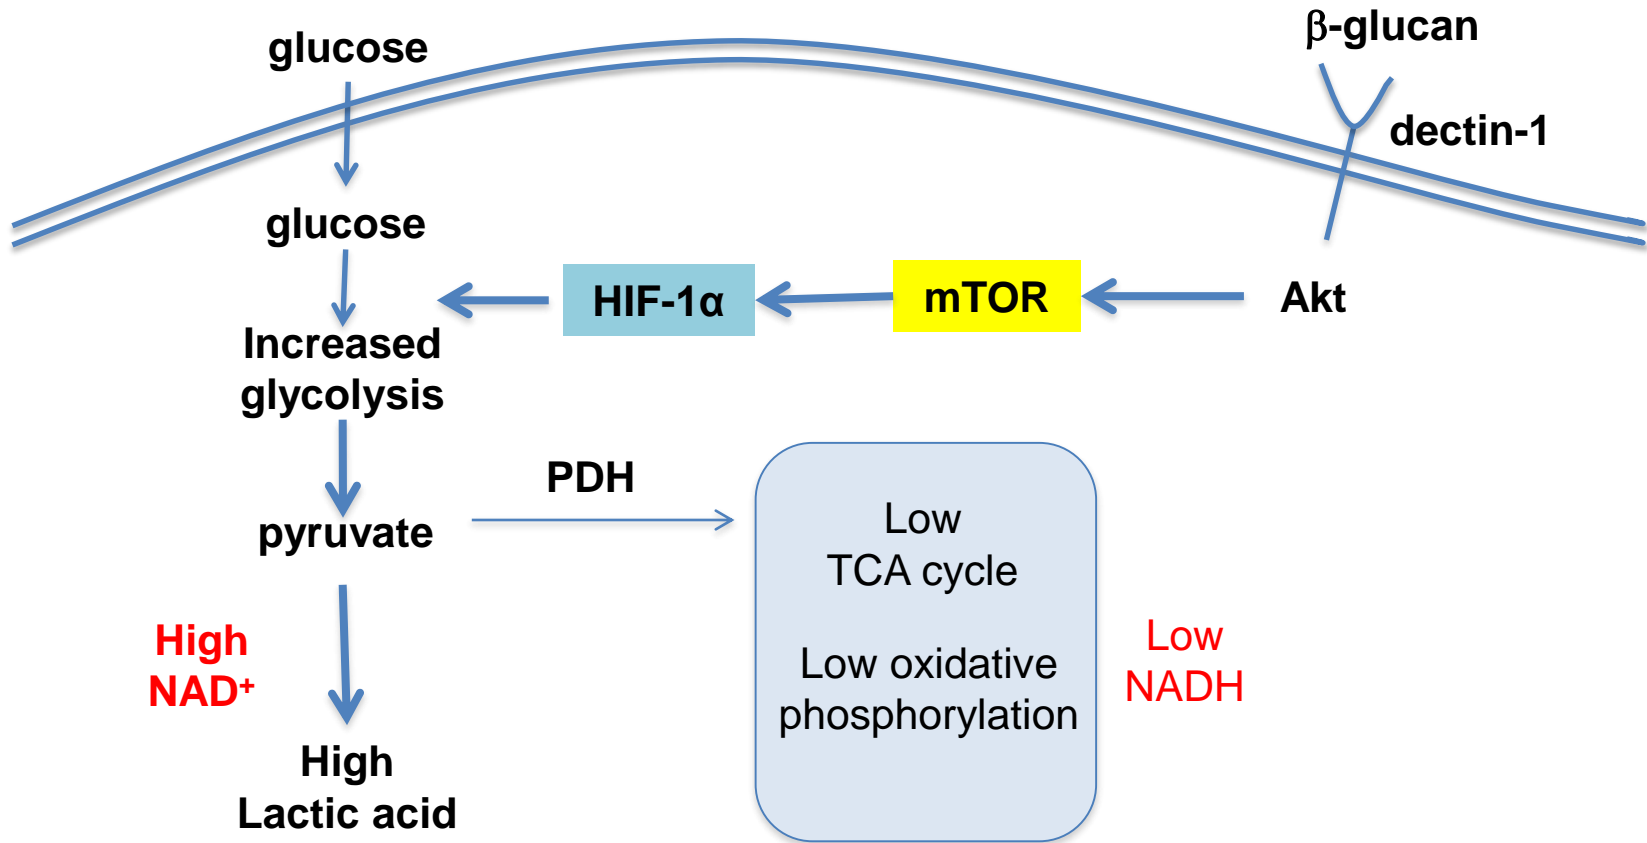 glucose
β-glucan
dectin-1
glucose
HIF-1α
mTOR
Akt
Increased
glycolysis
PDH
pyruvate
Low
TCA cycle
Low oxidative
phosphorylation
High
NAD⁺
Low
NADH
High
Lactic acid